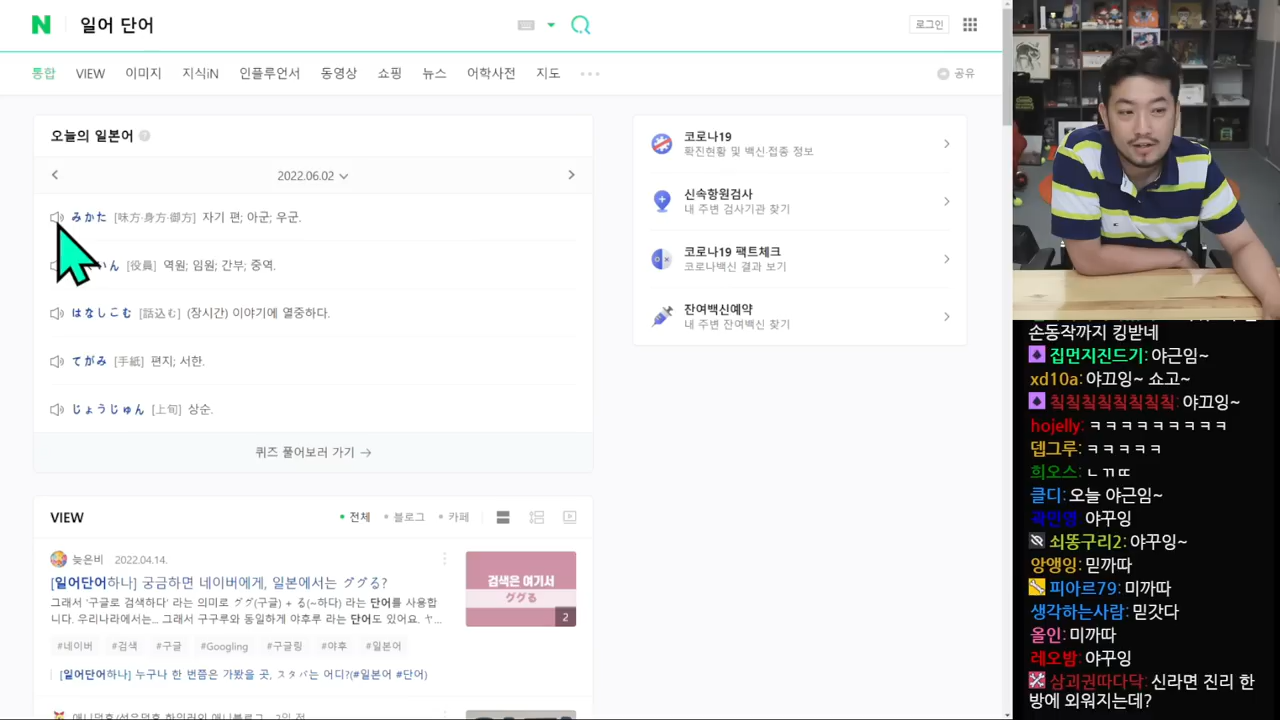 N 일어 단어
로그인
통합 VIEW 이미지 지식iN 인플루언서 동영상 쇼핑 뉴스 어학사전 지도
공유
오늘의 일본어
2022.06.02
みかた [味方·身方·御方] 자기 편; 아군; 우군.
いん [役員] 역원; 임원; 간부; 중역.
はなしこむ [話込む] (장시간) 이야기에 열중하다.
てがみ [手紙] 편지; 서한.
じょうじゅん [上旬] 상순.
퀴즈 풀어보러 가기 →
코로나19
확진현황 및 백신·접종 정보
신속항원검사
내 주변 검사기관 찾기
코로나19 팩트체크
코로나백신 결과 보기
잔여백신예약
내 주변 잔여백신 찾기
VIEW
전체 블로그 카페
늦은비 2022.04.14.
[일어단어하나] 궁금하면 네이버에게, 일본에서는 ググる?
그래서 '구글로 검색하다' 라는 의미로 ググ(구글) + る(~하다) 라는 단어를 사용합
니다. 우리나라에서는... 그래서 구구루와 동일하게 야후루 라는 단어도 있어요. ヤ...
#네이버 #검색 #구글 #Googling #구글링 #야후 #일본어
[일어단어하나] 누구나 한 번쯤은 가봤을 곳, スタバ는 어디?(#일본어 #단어)
검색은 여기서
ググる
2
손동작까지 킹받네
집먼지진드기: 야근임~
xd10a: 야끄잉~ 쇼고~
칙칙칙칙칙칙칙칙: 야끄잉~
hojelly: ㅋㅋㅋㅋㅋㅋㅋㅋㅋ
뎁그루: ㅋㅋㅋㅋㅋ
희오스: ㄴㄲㄸ
클디: 오늘 야근임~
곽민영: 야꾸잉
쇠똥구리2: 야꾸잉~
앙앵잉: 믿까따
피아르79: 미까따
생각하는사람: 믿갓다
올인: 미까따
레오밤: 야꾸잉
삼괴권따다닥: 신라면 진리 한
방에 외워지는데?